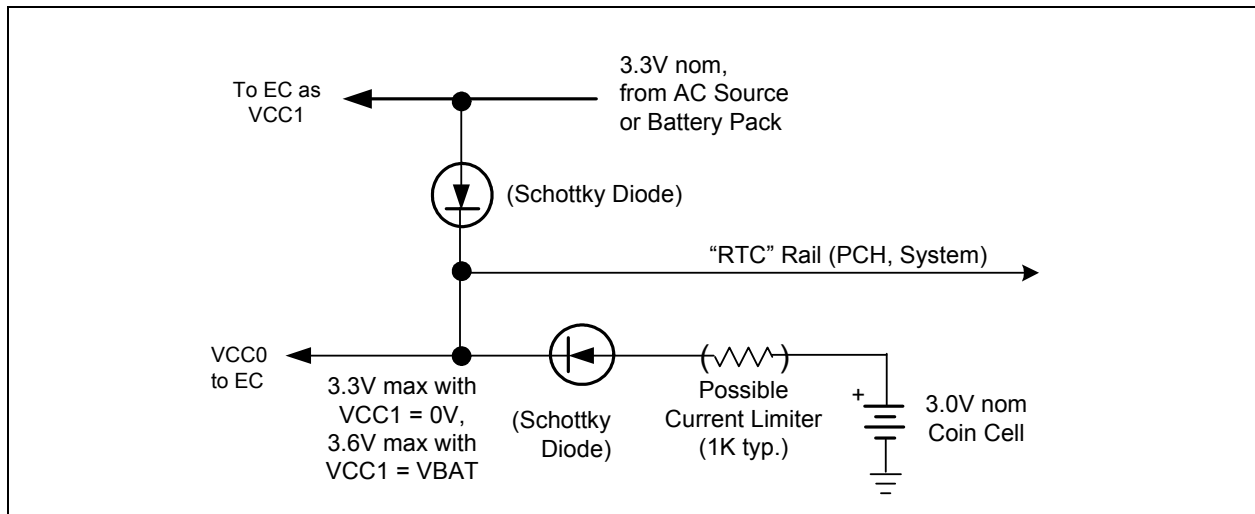 3.3V nom,
from AC Source
or Battery Pack
To EC as
VCC1
(Schottky Diode)
“RTC” Rail (PCH, System)
VCC0
to EC
3.3V max with
VCC1 = 0V,
3.6V max with
VCC1 = VBAT
(Schottky
Diode)
( )
Possible
Current Limiter
(1K typ.)
+
3.0V nom
Coin Cell